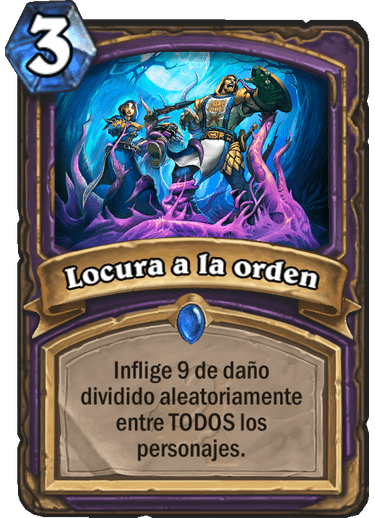 3
Locura a la orden
Inflige 9 de daño
dividido aleatoriamente
entre TODOS los
personajes.